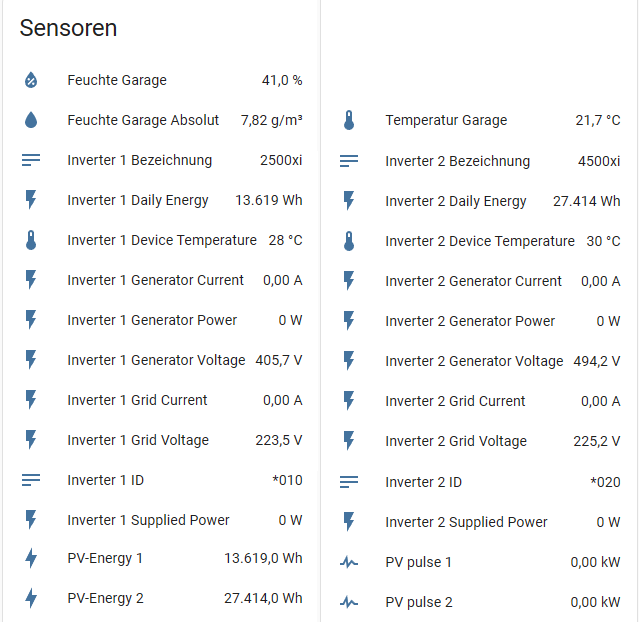 Sensoren
Feuchte Garage 41,0 %
Feuchte Garage Absolut 7,82 g/m³
Inverter 1 Bezeichnung 2500xi
Inverter 1 Daily Energy 13.619 Wh
Inverter 1 Device Temperature 28 °C
Inverter 1 Generator Current 0,00 A
Inverter 1 Generator Power 0 W
Inverter 1 Generator Voltage 405,7 V
Inverter 1 Grid Current 0,00 A
Inverter 1 Grid Voltage 223,5 V
Inverter 1 ID *010
Inverter 1 Supplied Power 0 W
PV-Energy 1 13.619,0 Wh
PV-Energy 2 27.414,0 Wh
Temperatur Garage 21,7 °C
Inverter 2 Bezeichnung 4500xi
Inverter 2 Daily Energy 27.414 Wh
Inverter 2 Device Temperature 30 °C
Inverter 2 Generator Current 0,00 A
Inverter 2 Generator Power 0 W
Inverter 2 Generator Voltage 494,2 V
Inverter 2 Grid Current 0,00 A
Inverter 2 Grid Voltage 225,2 V
Inverter 2 ID *020
Inverter 2 Supplied Power 0 W
PV pulse 1 0,00 kW
PV pulse 2 0,00 kW